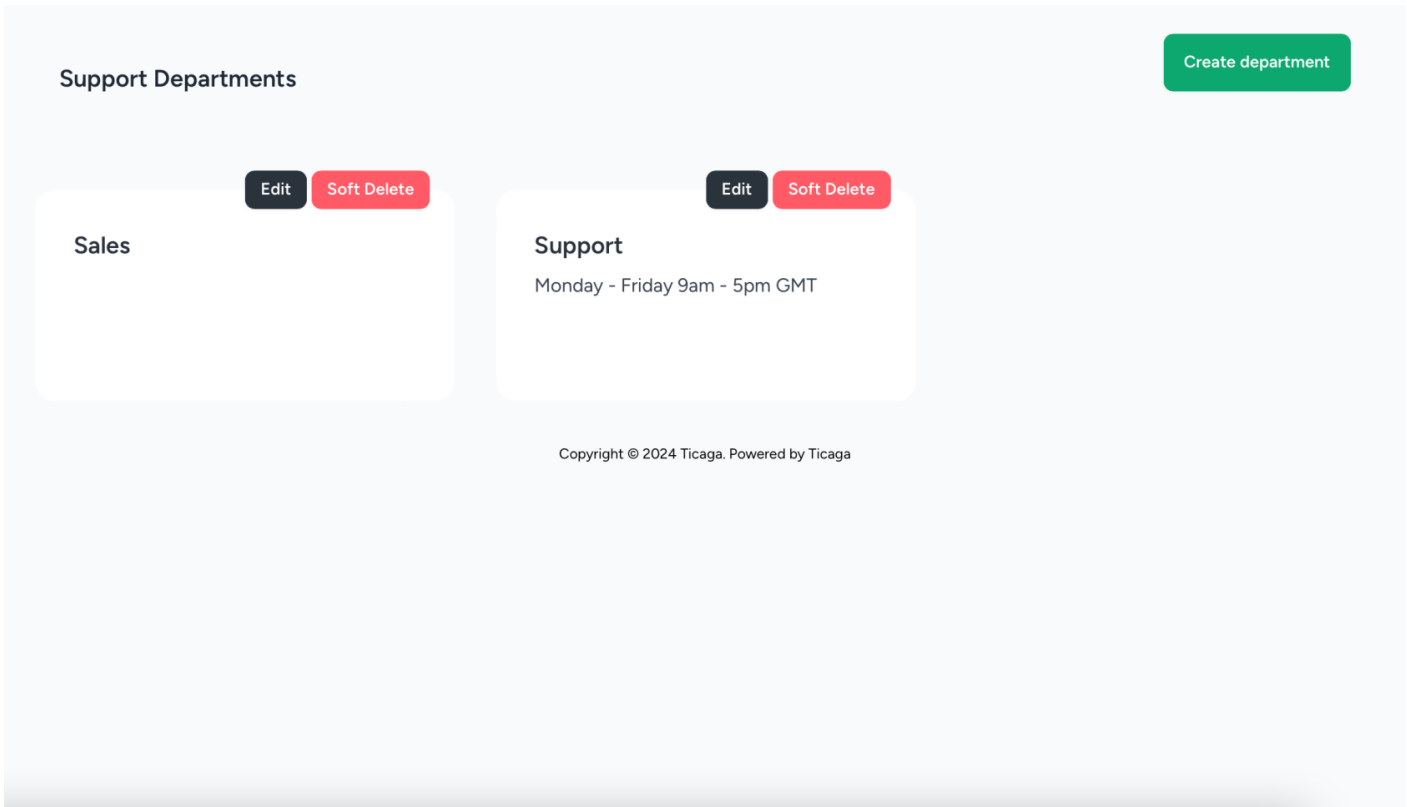 Support Departments
Create department
Edit
Soft Delete
Sales
Edit
Soft Delete
Support
Monday - Friday 9am - 5pm GMT
Copyright © 2024 Ticaga. Powered by Ticaga